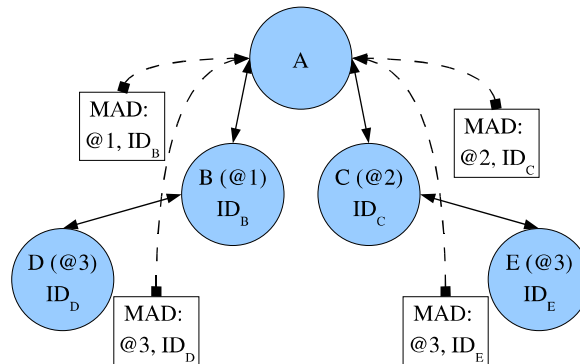 A
MAD:
@1, ID_B
MAD:
@2, ID_C
B (@1)
ID_B
C (@2)
ID_C
D (@3)
ID_D
MAD:
@3, ID_D
MAD:
@3, ID_E
E (@3)
ID_E